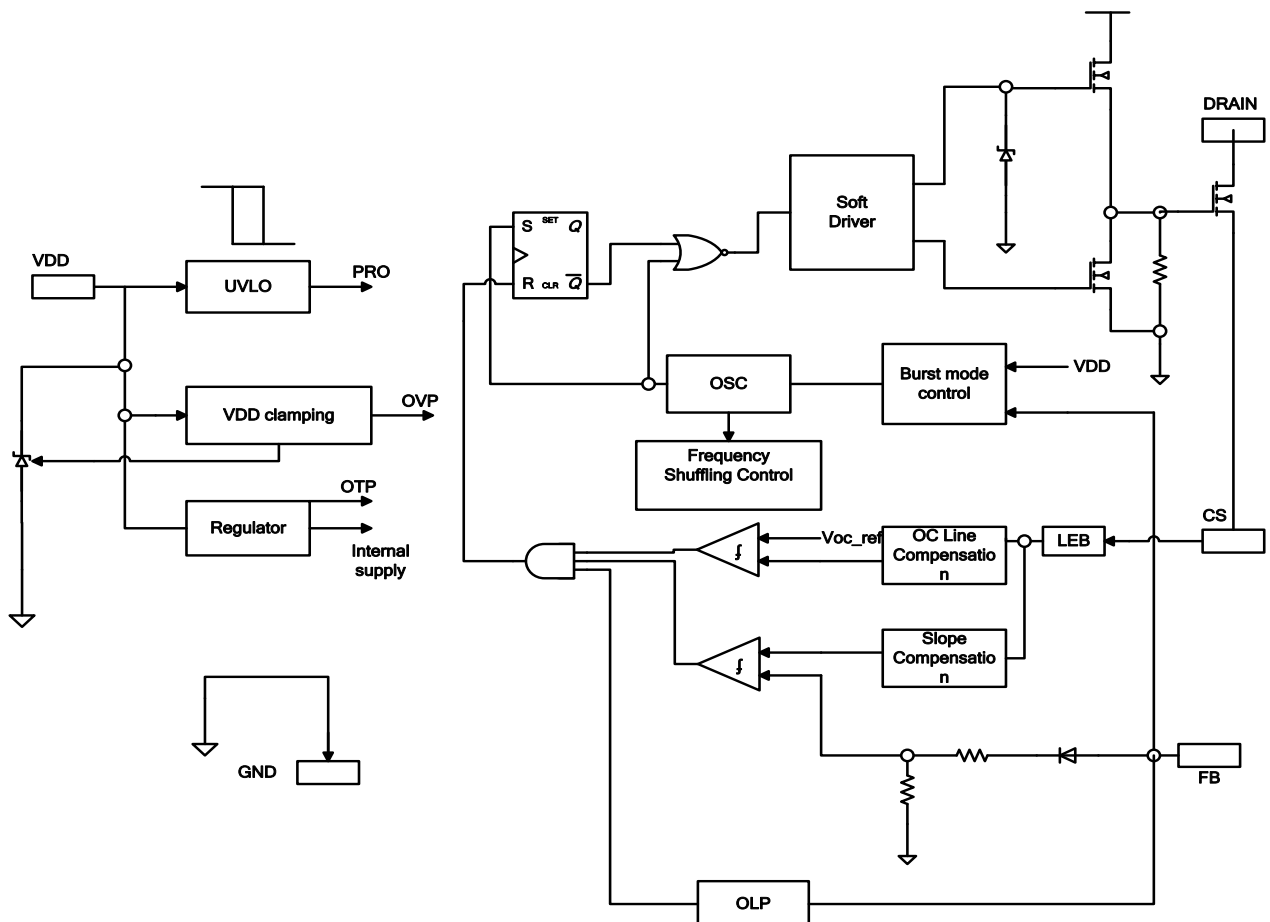 DRAIN
Soft
Driver
S SET Q
R CLR Q
VDD
UVLO
PRO
VDD clamping
OVP
OSC
Burst mode
control
VDD
Frequency
Shuffling Control
Regulator
OTP
Internal
supply
Voc_ref
OC Line
Compensatio
n
LEB
CS
Slope
Compensatio
n
GND
FB
OLP